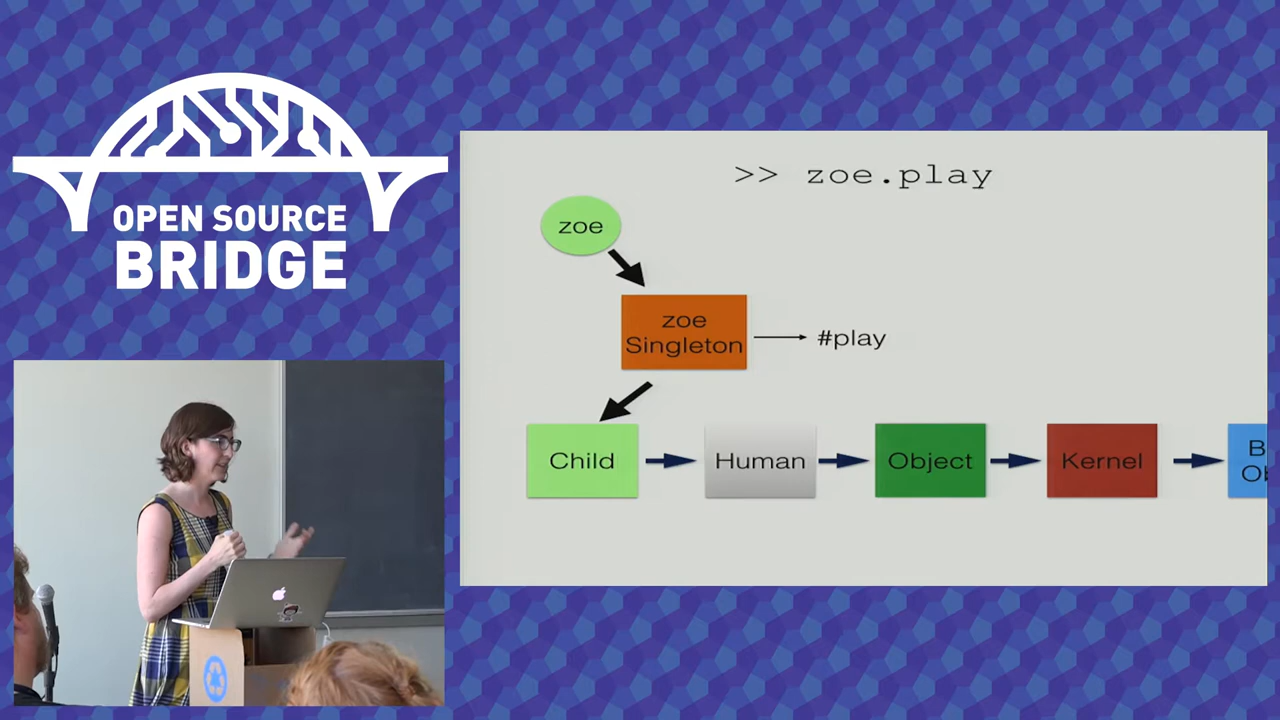 OPEN SOURCE
BRIDGE
>> zoe.play
zoe
zoe
Singleton
#play
Child
Human
Object
Kernel